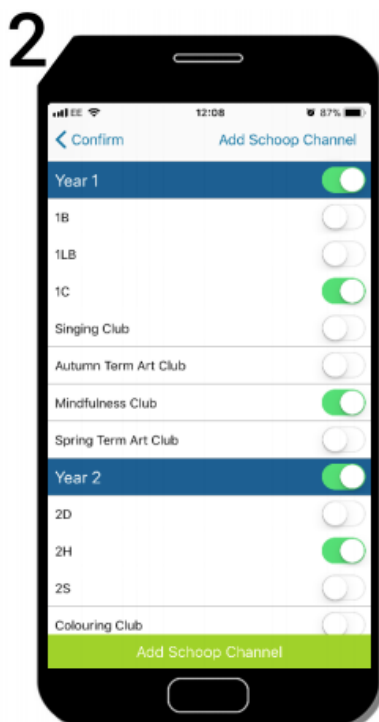 2
EE 12:08 87%
Confirm Add Schoop Channel
Year 1
1B
1LB
1C
Singing Club
Autumn Term Art Club
Mindfulness Club
Spring Term Art Club
Year 2
2D
2H
2S
Colouring Club
Add Schoop Channel